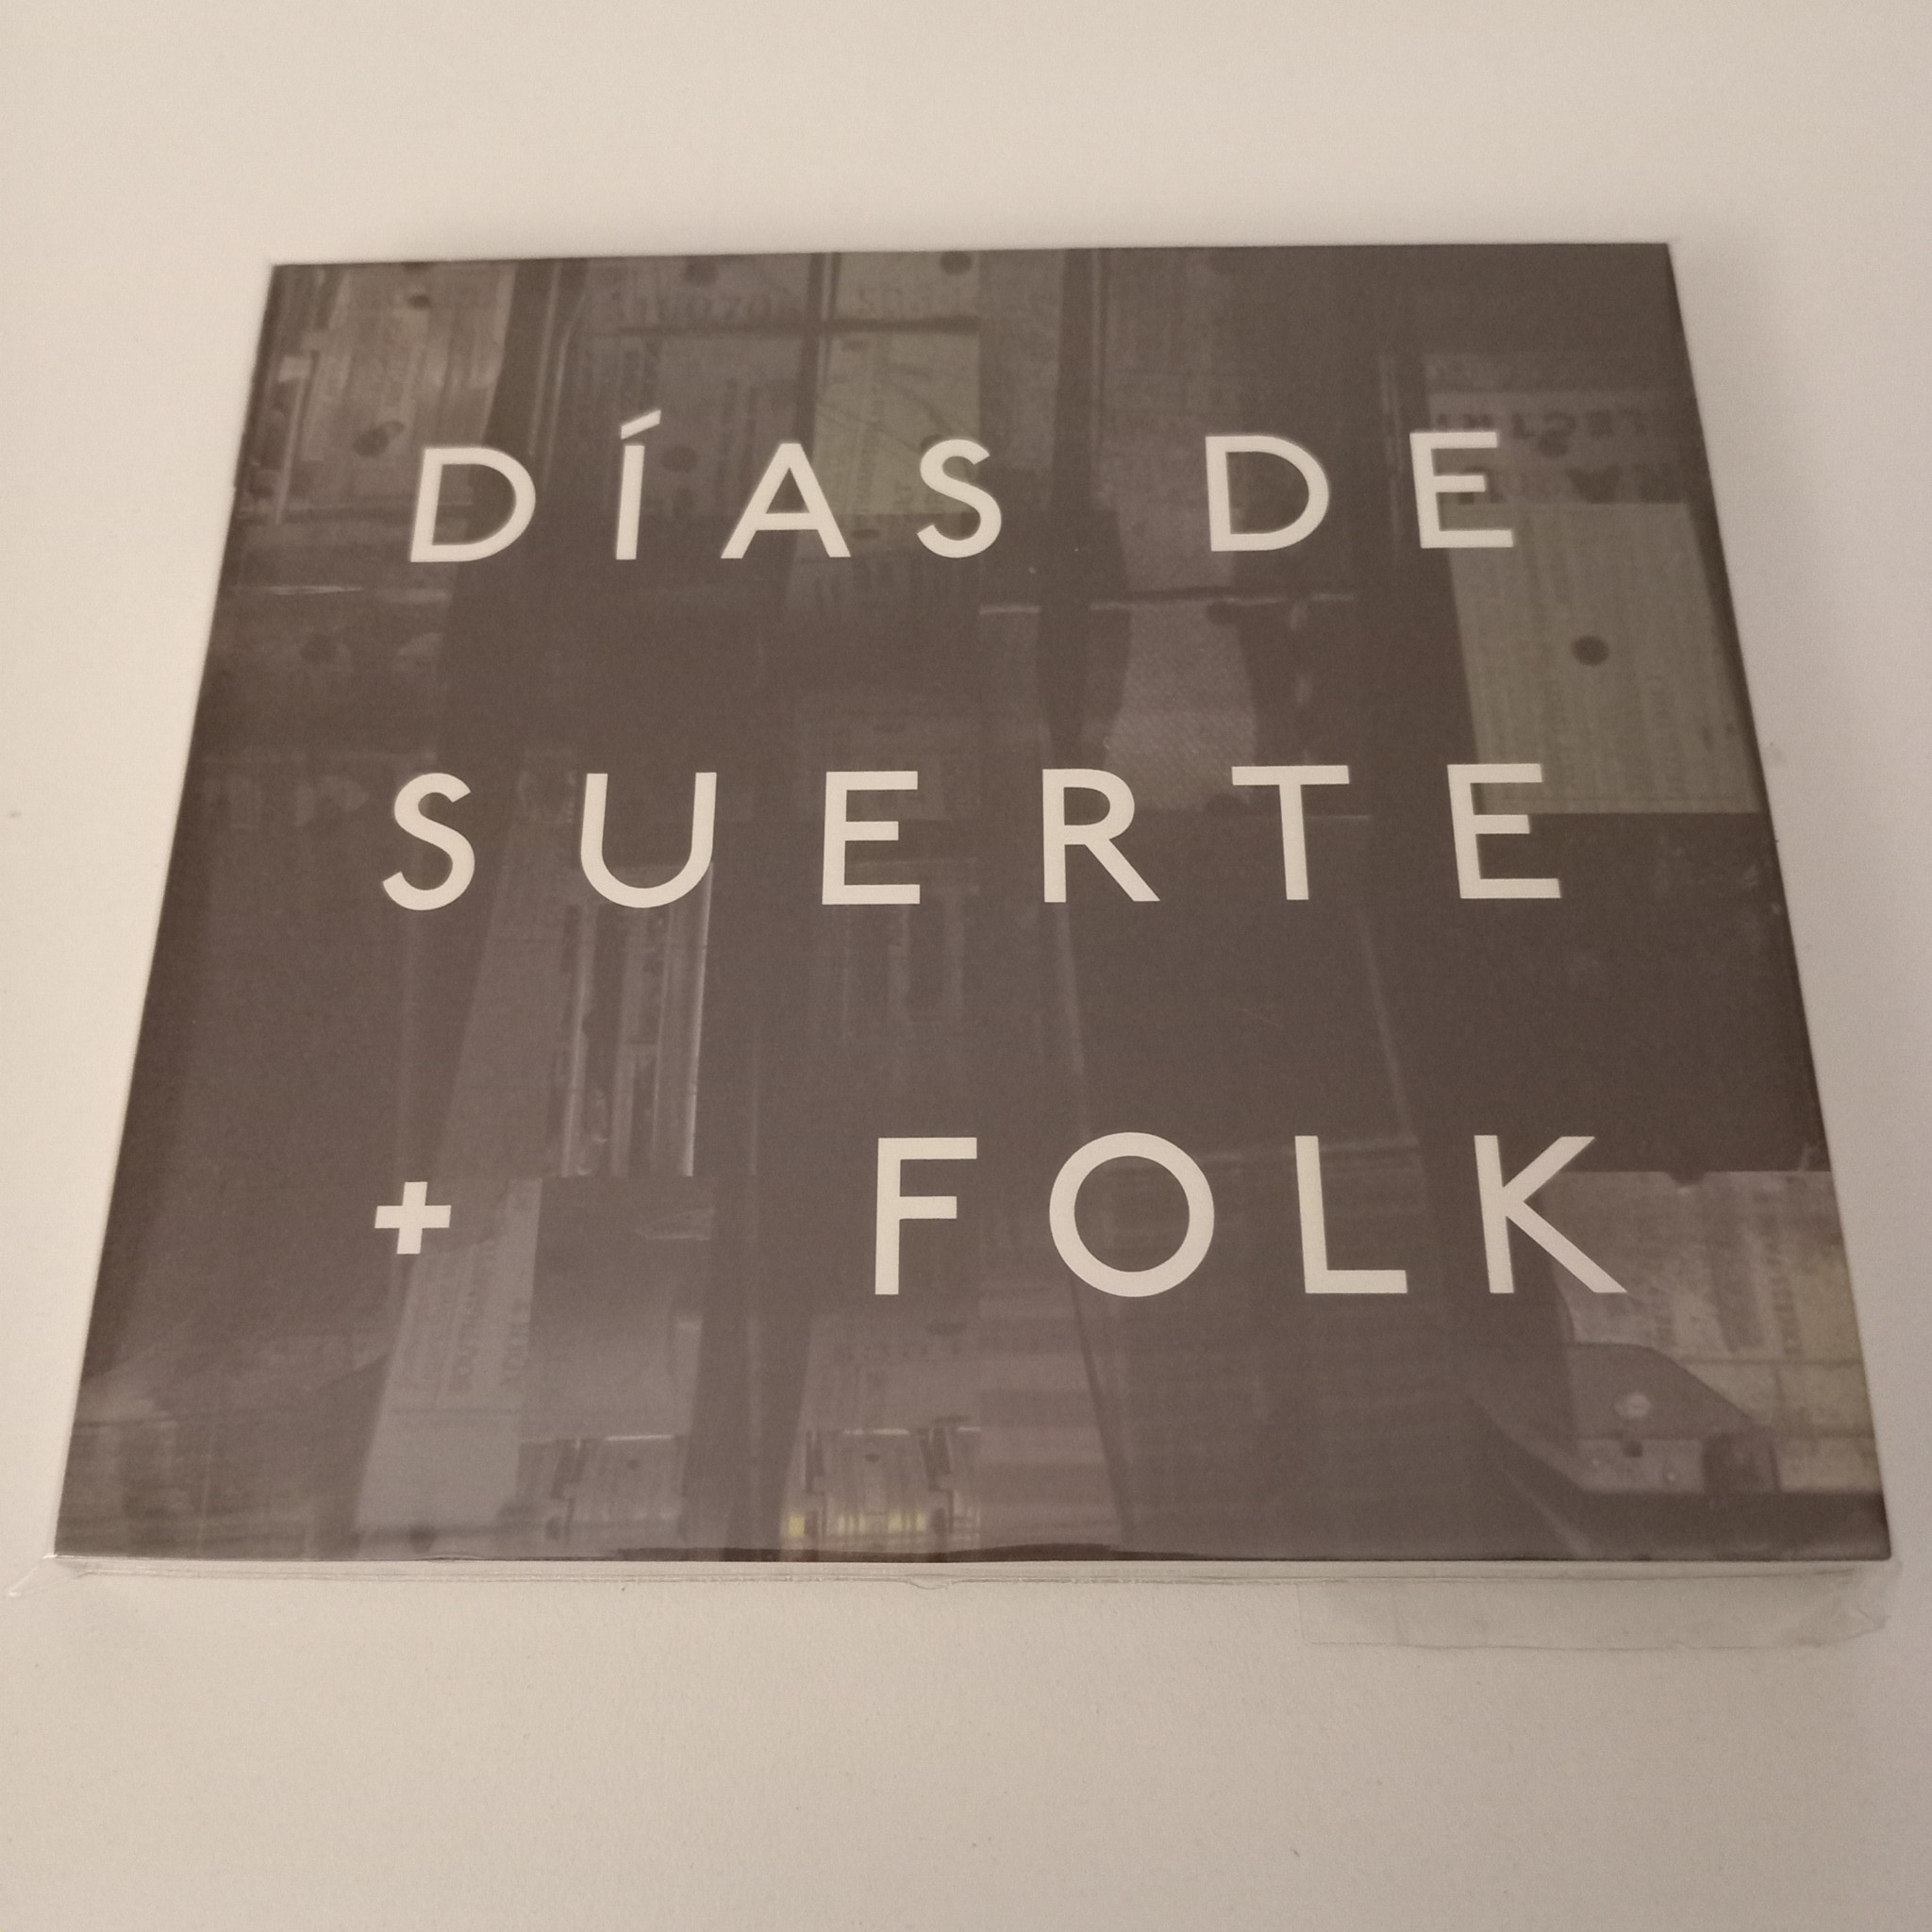 DÍAS DE
SUERTE
+ FOLK